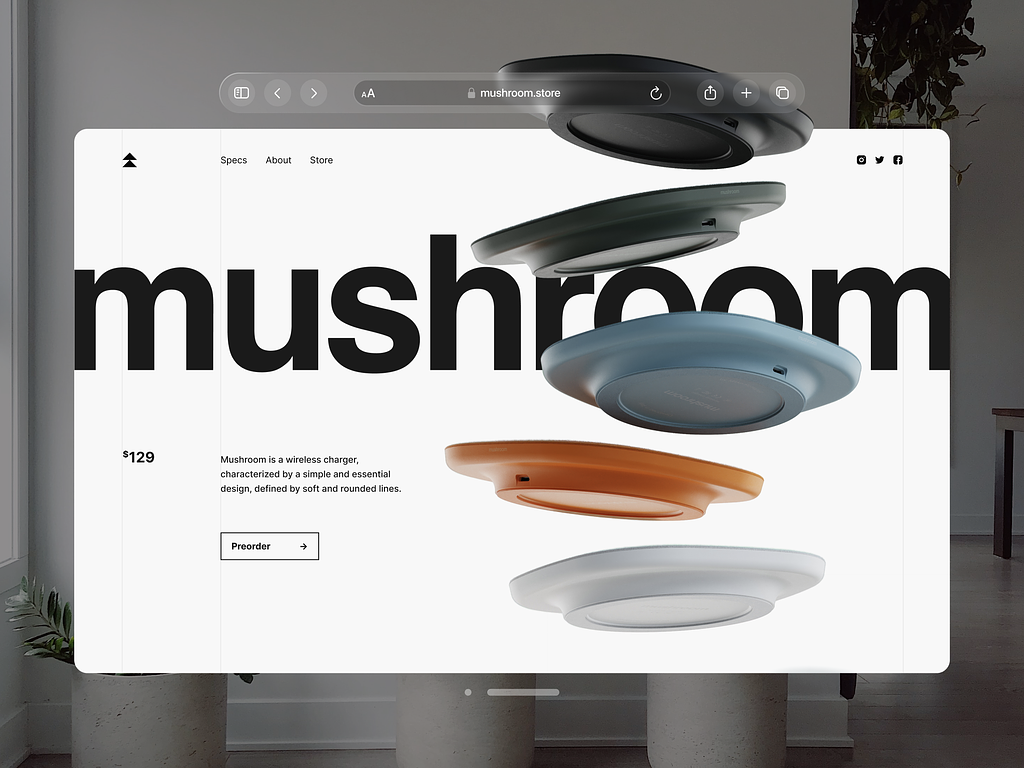 AA
mushroom.store
Specs About Store
mushroom
$129
Mushroom is a wireless charger,
characterized by a simple and essential
design, defined by soft and rounded lines.
Preorder →